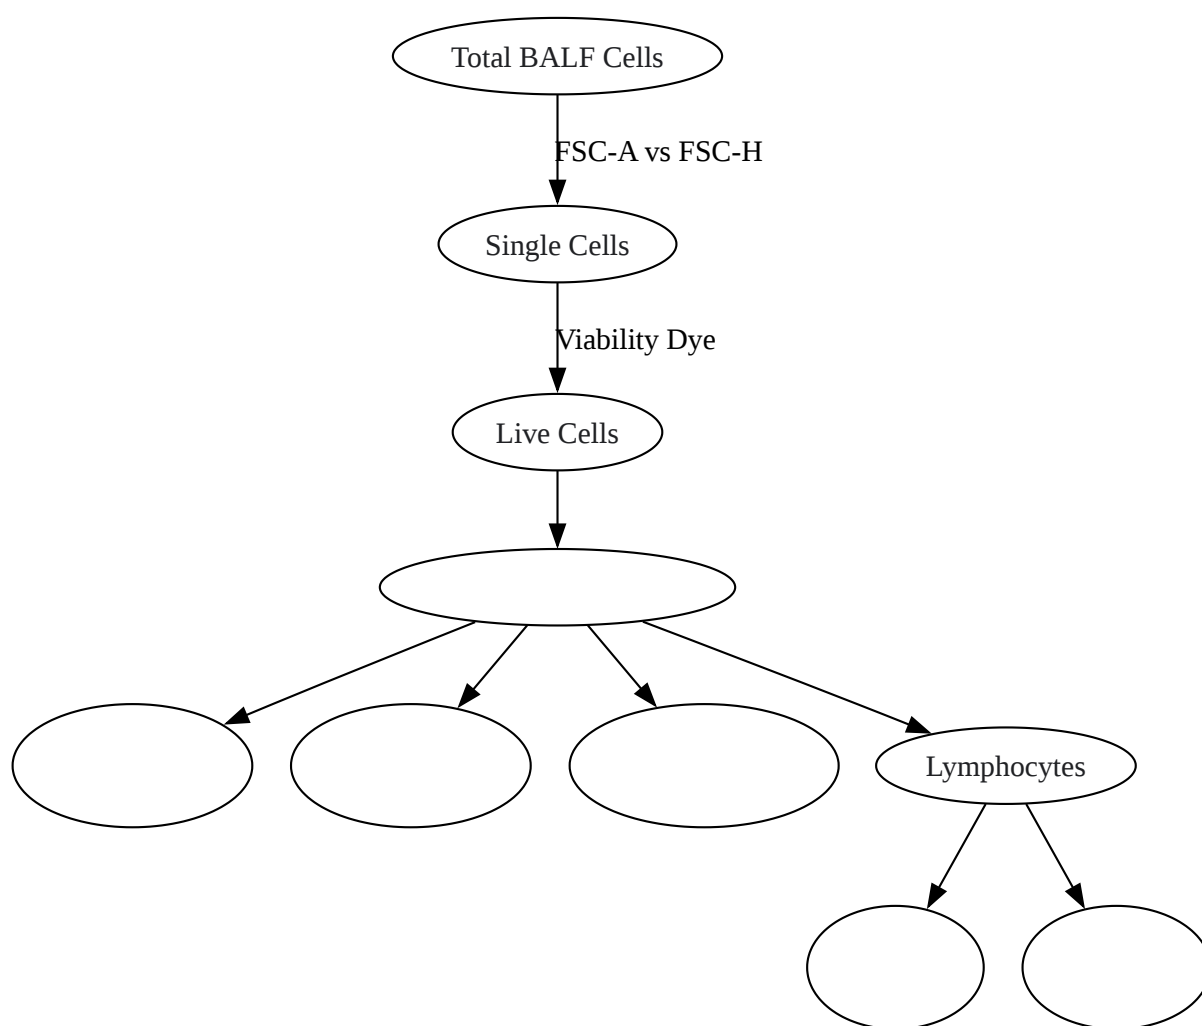 Total BALF Cells
FSC-A vs FSC-H
Single Cells
Viability Dye
Live Cells
Lymphocytes